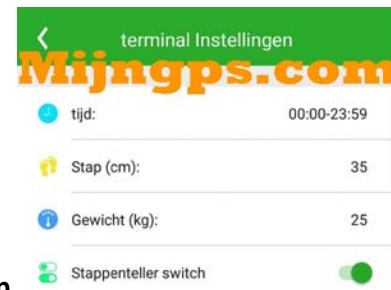 terminal Instellingen
Mijngps.com
tijd: 00:00-23:59
Stap (cm): 35
Gewicht (kg): 25
Stappenteller switch